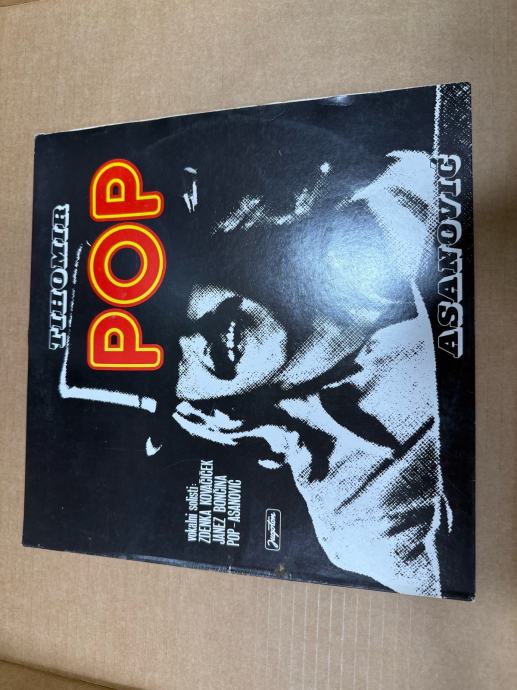 TIHOMIR
POP
ASANOVIĆ
vokalni solisti:
ZDENKA KOVAČIČEK
JANEZ BONČINA
POP-ASANOVIĆ
Jugoton